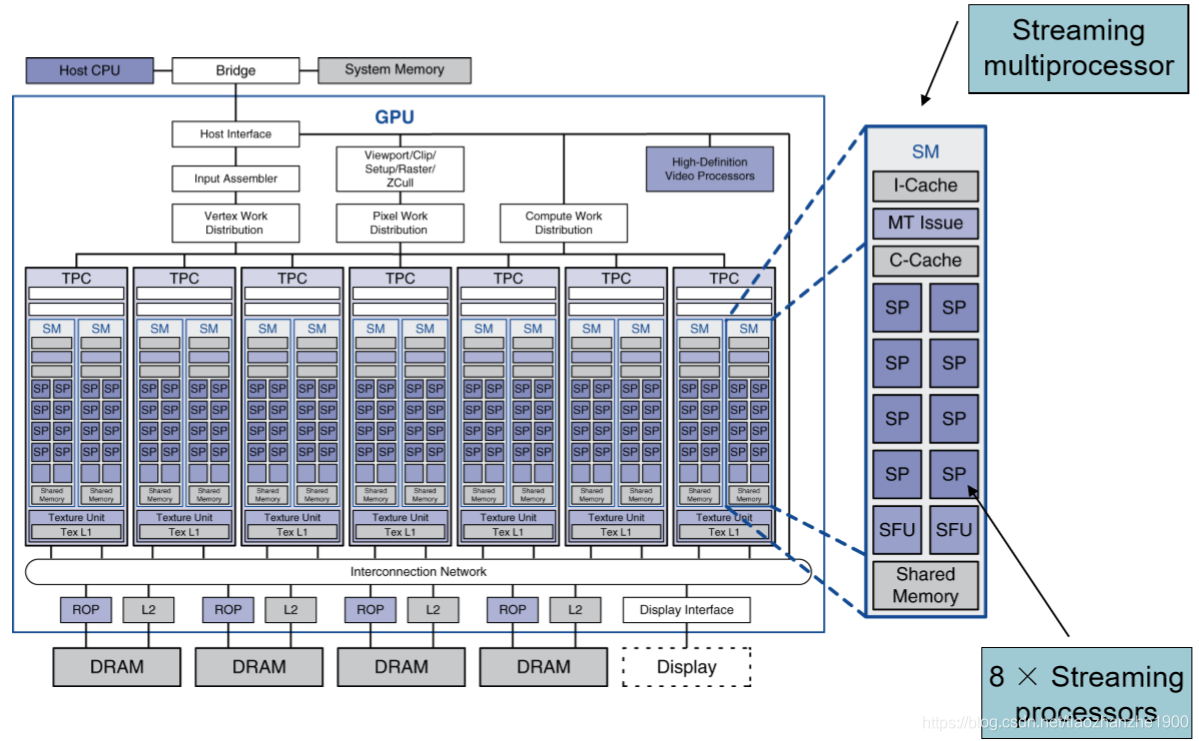 Streaming
multiprocessor
Host CPU
Bridge
System Memory
GPU
Host Interface
Viewport/Clip/
Setup/Raster/
ZCull
High-Definition
Video Processors
Input Assembler
Vertex Work
Distribution
Pixel Work
Distribution
Compute Work
Distribution
TPC TPC TPC TPC TPC TPC TPC
SM SM SM SM SM SM SM SM SM SM SM SM SM SM
SP SP SP SP SP SP SP SP SP SP SP SP SP SP SP SP SP SP SP SP SP SP SP SP SP SP SP SP
SP SP SP SP SP SP SP SP SP SP SP SP SP SP SP SP SP SP SP SP SP SP SP SP SP SP SP SP
SP SP SP SP SP SP SP SP SP SP SP SP SP SP SP SP SP SP SP SP SP SP SP SP SP SP SP SP
SP SP SP SP SP SP SP SP SP SP SP SP SP SP SP SP SP SP SP SP SP SP SP SP SP SP SP SP
Shared Shared Shared Shared Shared Shared Shared Shared Shared Shared Shared Shared Shared Shared
Memory Memory Memory Memory Memory Memory Memory Memory Memory Memory Memory Memory Memory Memory
Texture Unit Texture Unit Texture Unit Texture Unit Texture Unit Texture Unit Texture Unit
Tex L1 Tex L1 Tex L1 Tex L1 Tex L1 Tex L1 Tex L1
Interconnection Network
ROP L2 ROP L2 ROP L2 ROP L2 Display Interface
DRAM DRAM DRAM DRAM Display
SM
I-Cache
MT Issue
C-Cache
SP SP
SP SP
SP SP
SP SP
SFU SFU
Shared
Memory
8 × Streaming
processors
https://blog.csdn.net/liaozhanzhe1900